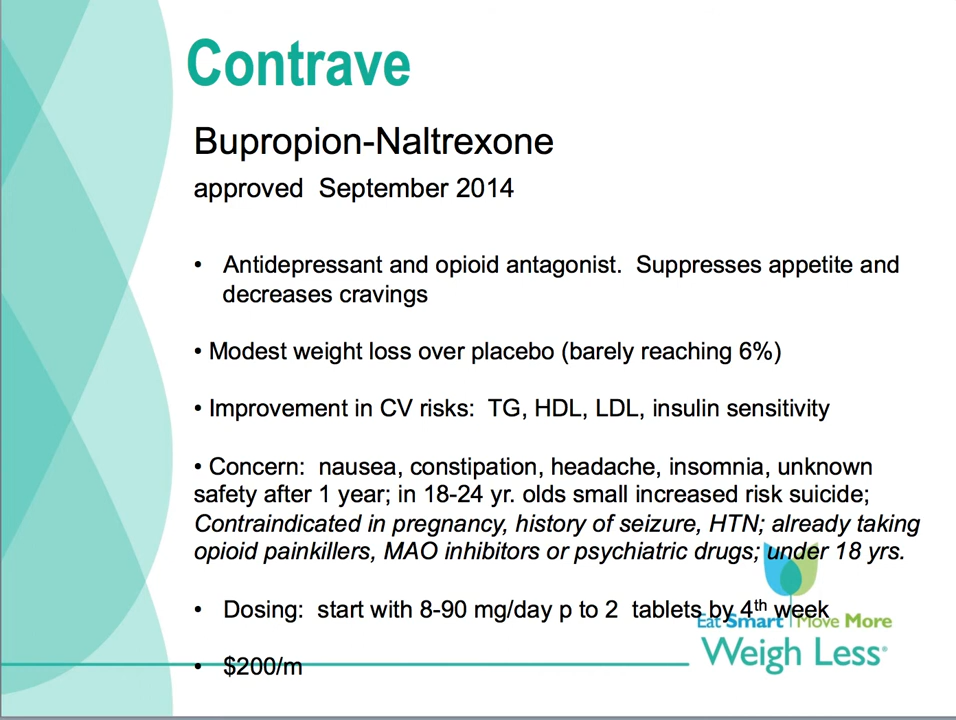 Contrave
Bupropion-Naltrexone
approved  September 2014
• Antidepressant and opioid antagonist.  Suppresses appetite and
decreases cravings
• Modest weight loss over placebo (barely reaching 6%)
• Improvement in CV risks:  TG, HDL, LDL, insulin sensitivity
• Concern:  nausea, constipation, headache, insomnia, unknown
safety after 1 year; in 18-24 yr. olds small increased risk suicide;
Contraindicated in pregnancy, history of seizure, HTN; already taking
opioid painkillers, MAO inhibitors or psychiatric drugs; under 18 yrs.
• Dosing:  start with 8-90 mg/day p to 2  tablets by 4th week
Eat Smart Move More
Weigh Less®
• $200/m